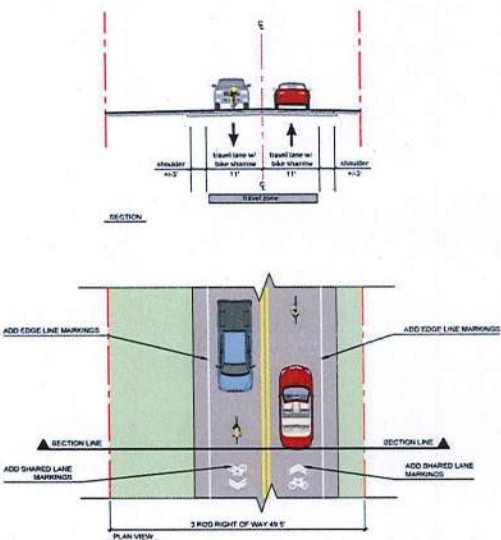 ℄
travel lane w/ travel lane w/
shoulder bike sharrow bike sharrow shoulder
+/-3' 11' 11' +/-3'
℄
travel zone
SECTION
ADD EDGE LINE MARKINGS ADD EDGE LINE MARKINGS
SECTION LINE SECTION LINE
ADD SHARED LANE ADD SHARED LANE
MARKINGS MARKINGS
3 ROD RIGHT OF WAY 49.5'
PLAN VIEW